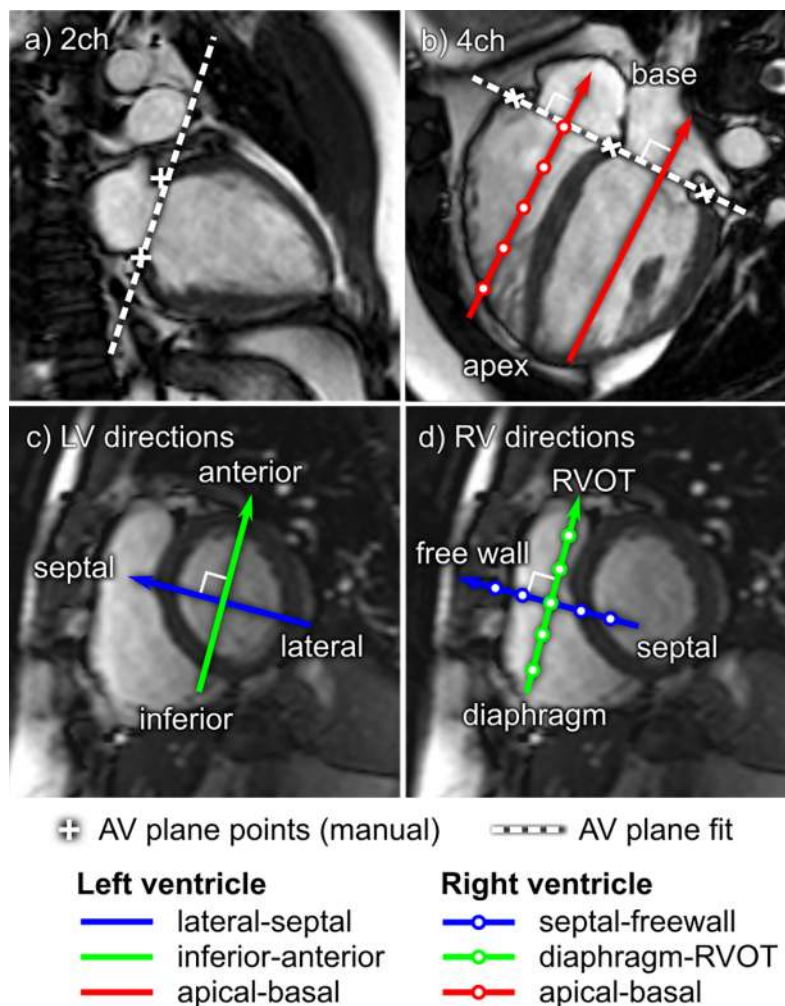 a) 2ch
b) 4ch
base
apex
c) LV directions
anterior
septal
lateral
inferior
d) RV directions
RVOT
free wall
septal
diaphragm
AV plane points (manual)
AV plane fit
Left ventricle
lateral-septal
inferior-anterior
apical-basal
Right ventricle
septal-freewall
diaphragm-RVOT
apical-basal